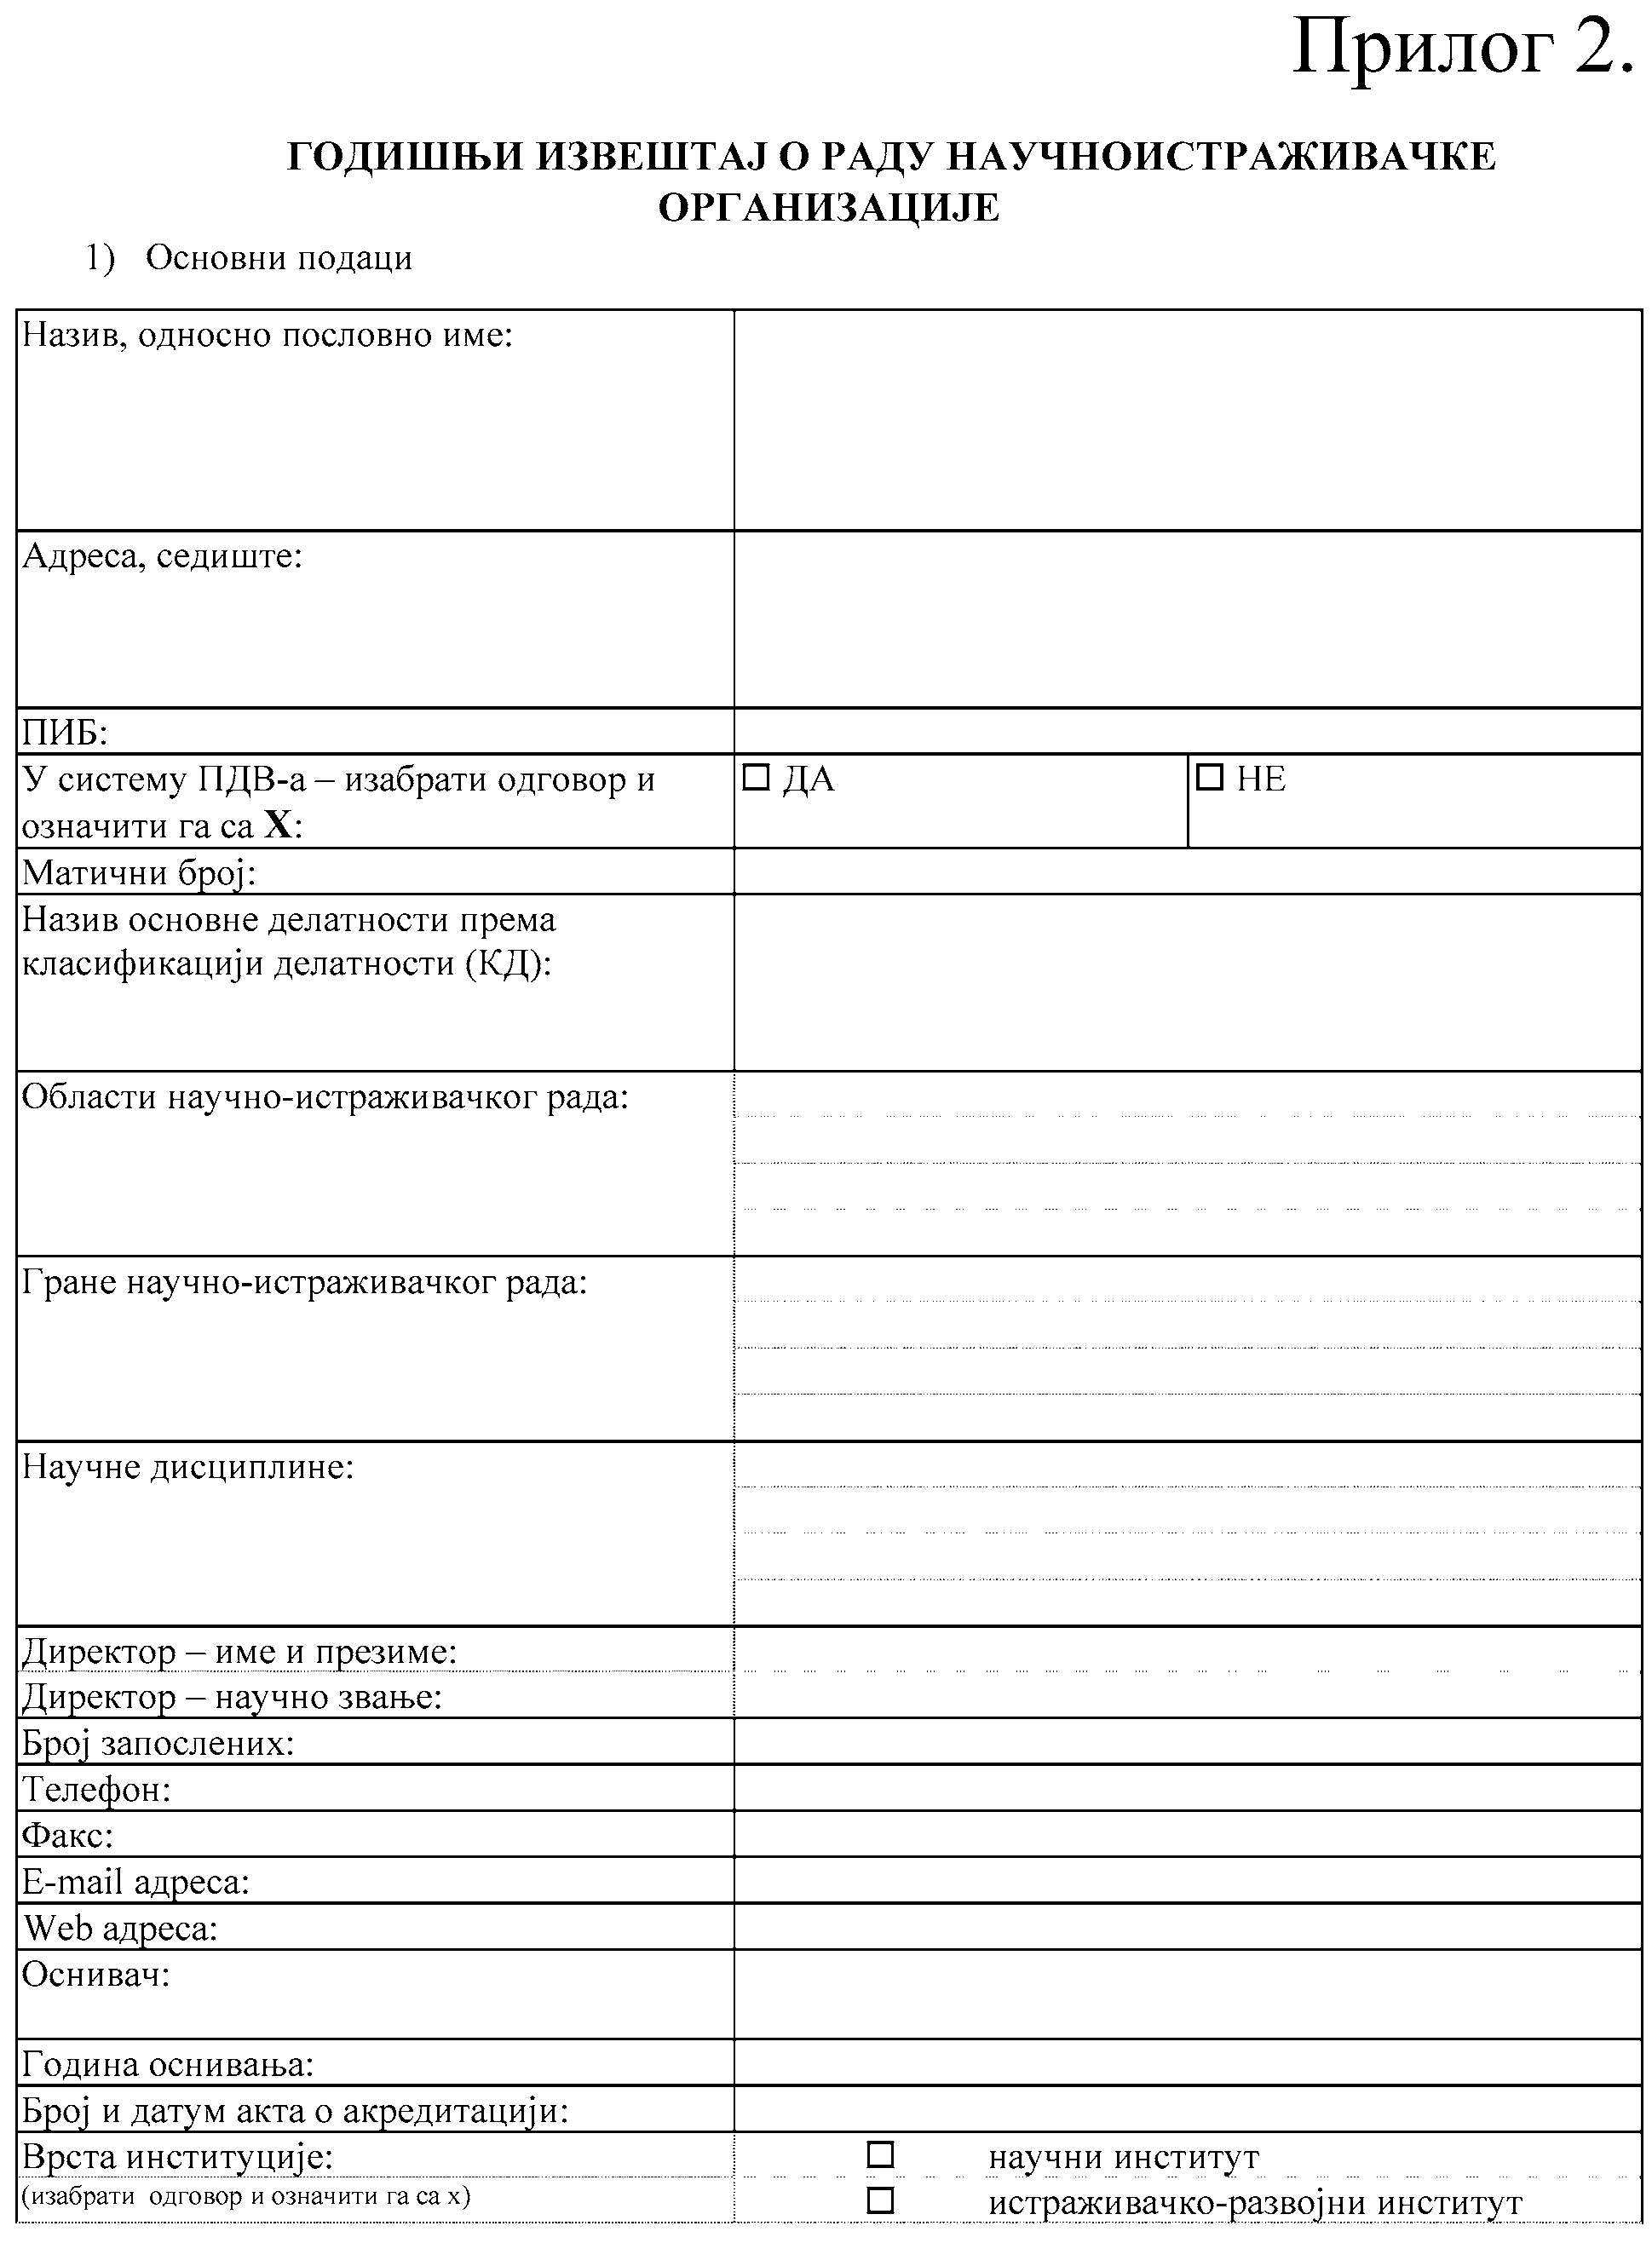 Прилог 2.
ГОДИШЊИ ИЗВЕШТАЈ О РАДУ НАУЧНОИСТРАЖИВАЧКЕ
ОРГАНИЗАЦИЈЕ
1) Основни подаци
Назив, односно пословно име:
Адреса, седиште:
ПИБ:
У систему ПДВ-а – изабрати одговор и
означити га са X:
☐ ДА
☐ НЕ
Матични број:
Назив основне делатности према
класификацији делатности (КД):
Области научно-истраживачког рада:
Гране научно-истраживачког рада:
Научне дисциплине:
Директор – име и презиме:
Директор – научно звање:
Број запослених:
Телефон:
Факс:
E-mail адреса:
Web адреса:
Оснивач:
Година оснивања:
Број и датум акта о акредитацији:
Врста институције:
☐ научни институт
(изабрати одговор и означити га са x)
☐ истраживачко-развојни институт